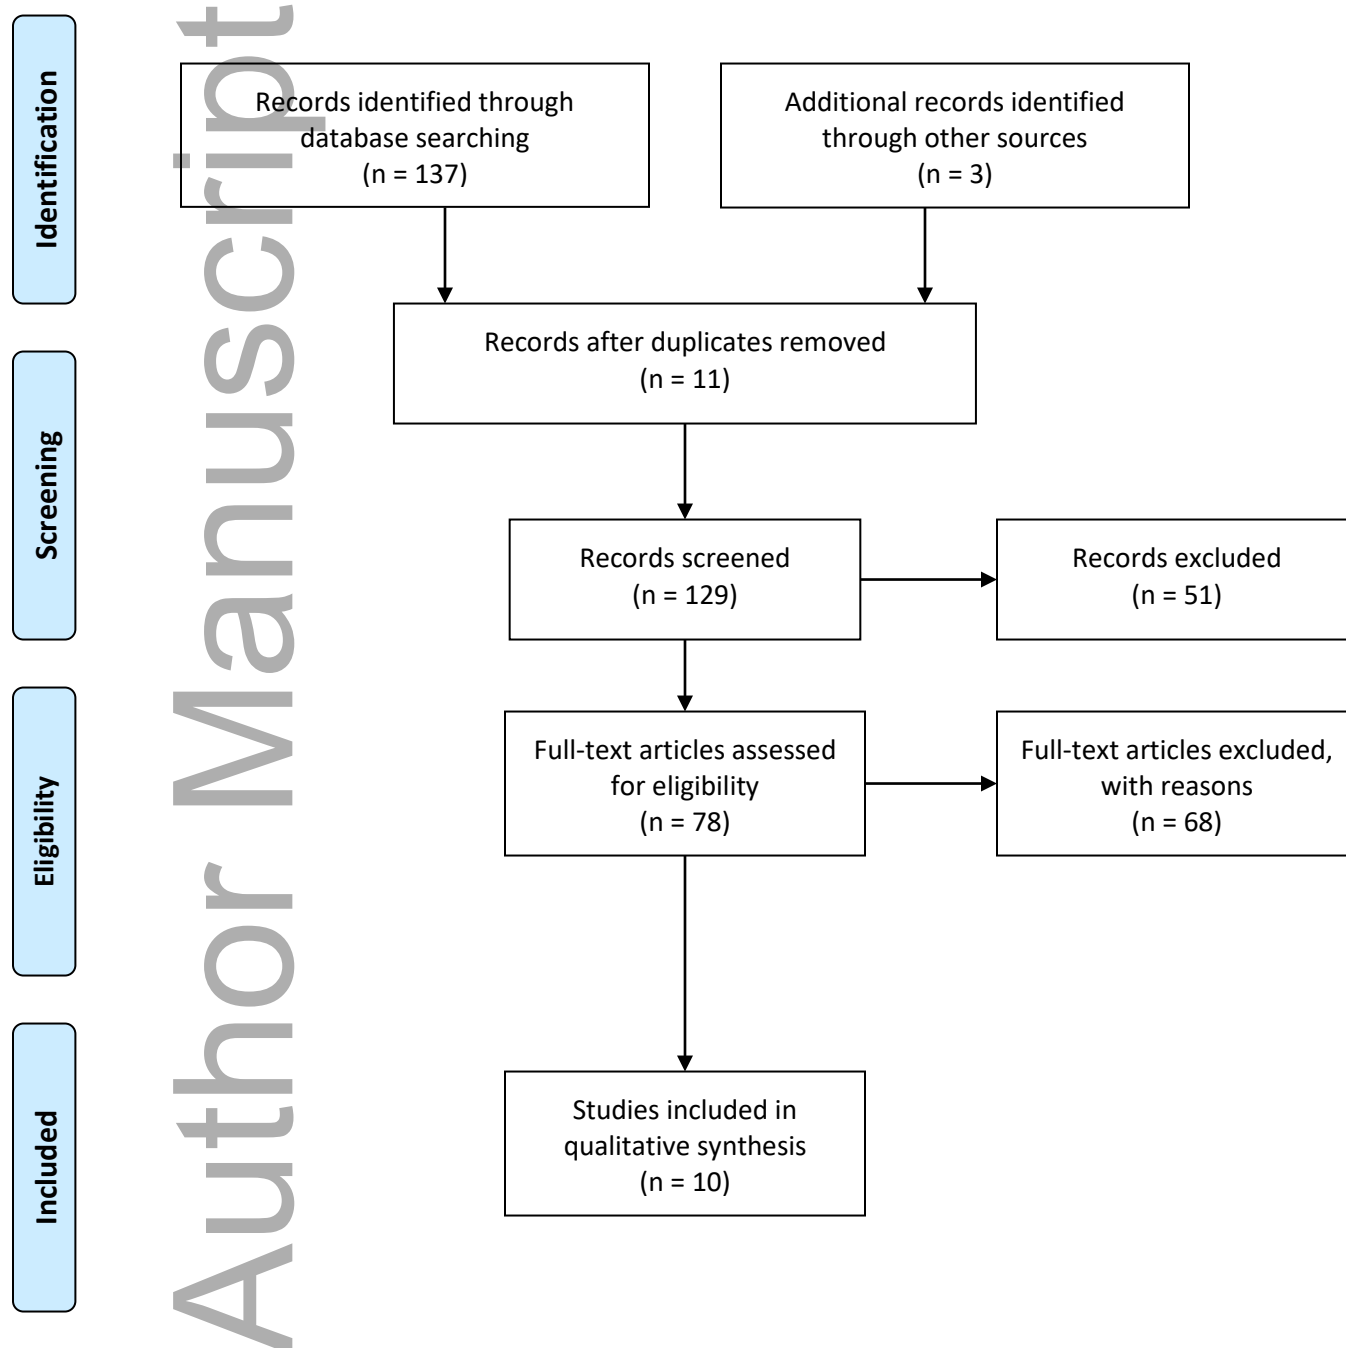 Identification
Records identified through
database searching
(n = 137)
Additional records identified
through other sources
(n = 3)
Records after duplicates removed
(n = 11)
Screening
Records screened
(n = 129)
Records excluded
(n = 51)
Eligibility
Full-text articles assessed
for eligibility
(n = 78)
Full-text articles excluded,
with reasons
(n = 68)
Included
Studies included in
qualitative synthesis
(n = 10)
Author Manuscript